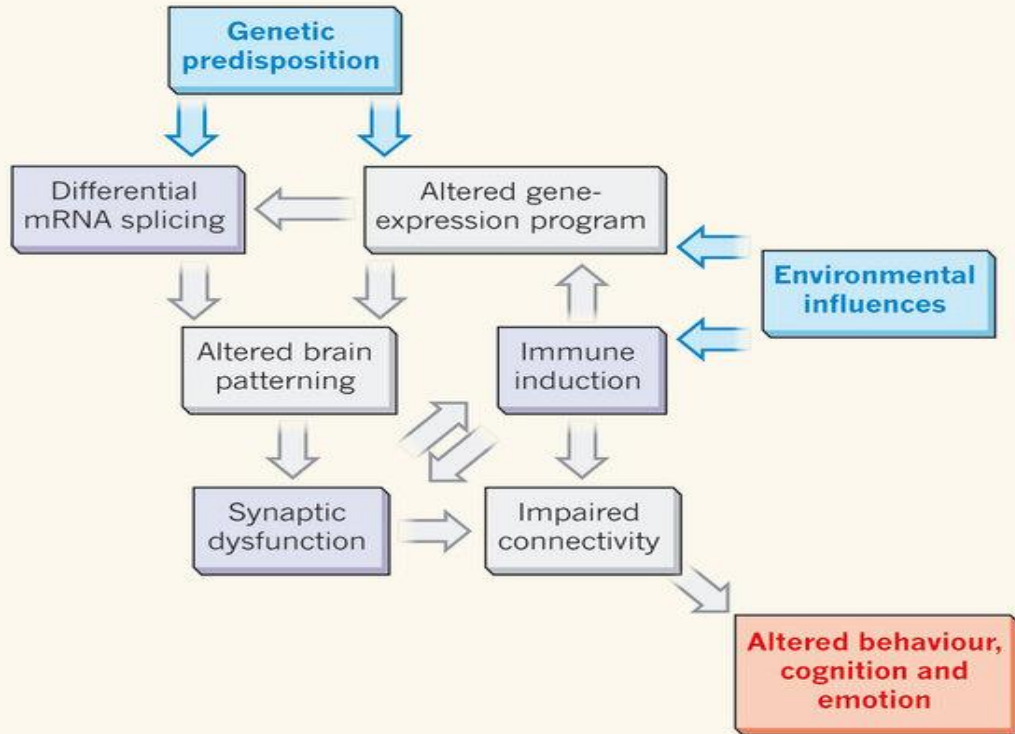 Genetic
predisposition
Differential
mRNA splicing
Altered gene-
expression program
Environmental
influences
Altered brain
patterning
Immune
induction
Synaptic
dysfunction
Impaired
connectivity
Altered behaviour,
cognition and
emotion